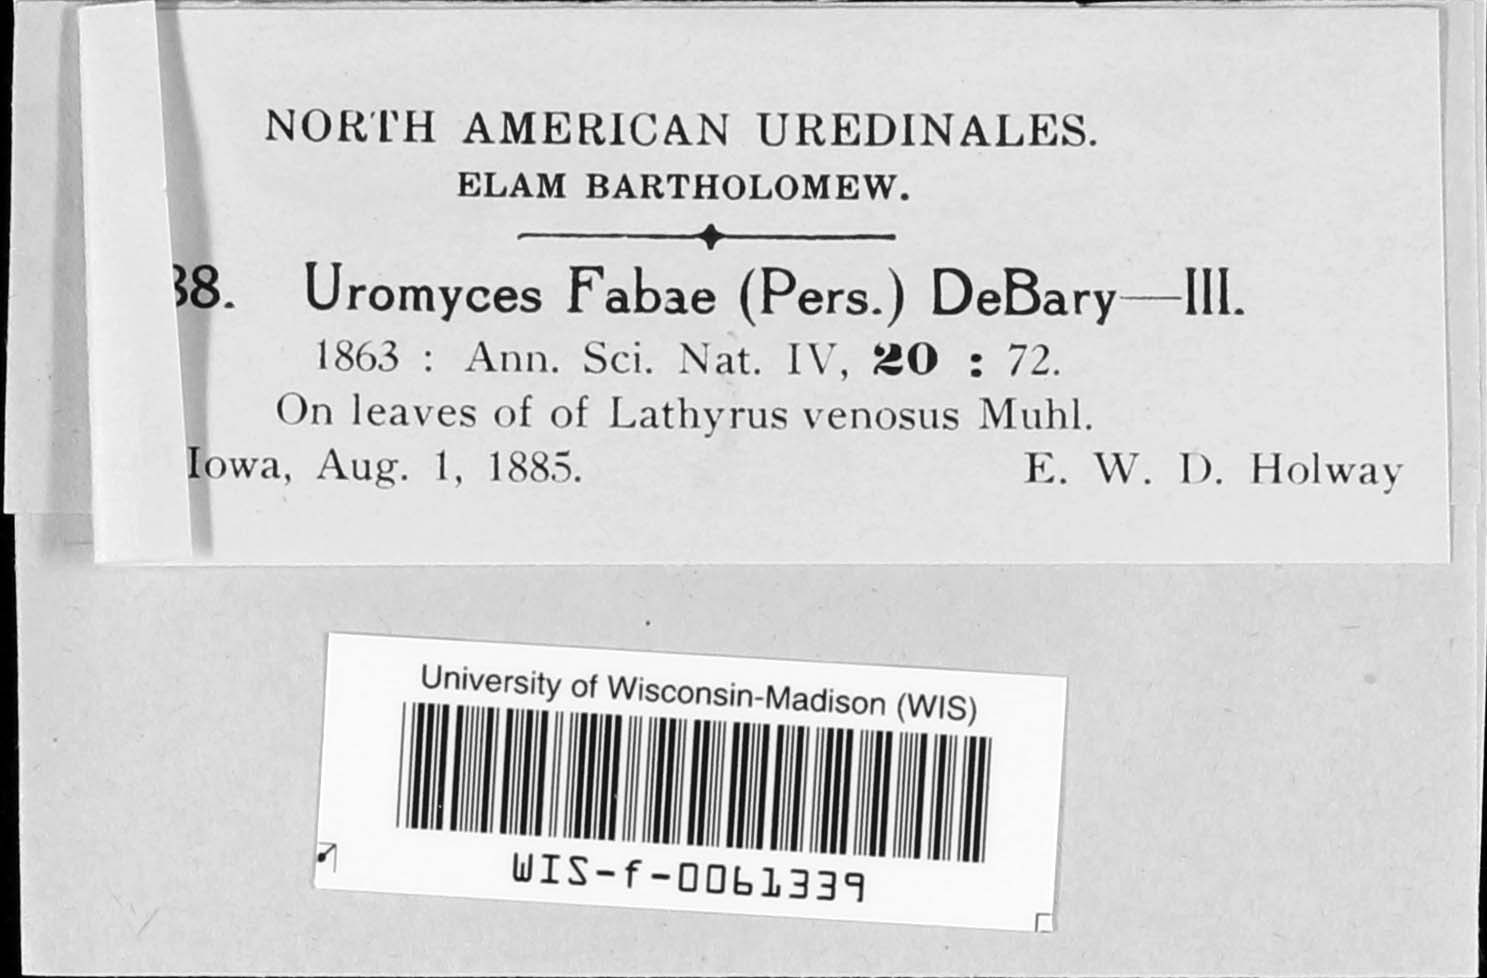 NORTH AMERICAN UREDINALES.
ELAM BARTHOLOMEW.
38. Uromyces Fabae (Pers.) DeBary—III.
1863 : Ann. Sci. Nat. IV, 20 : 72.
On leaves of of Lathyrus venosus Muhl.
Iowa, Aug. 1, 1885. E. W. D. Holway
University of Wisconsin-Madison (WIS)
WIS-f-0061339